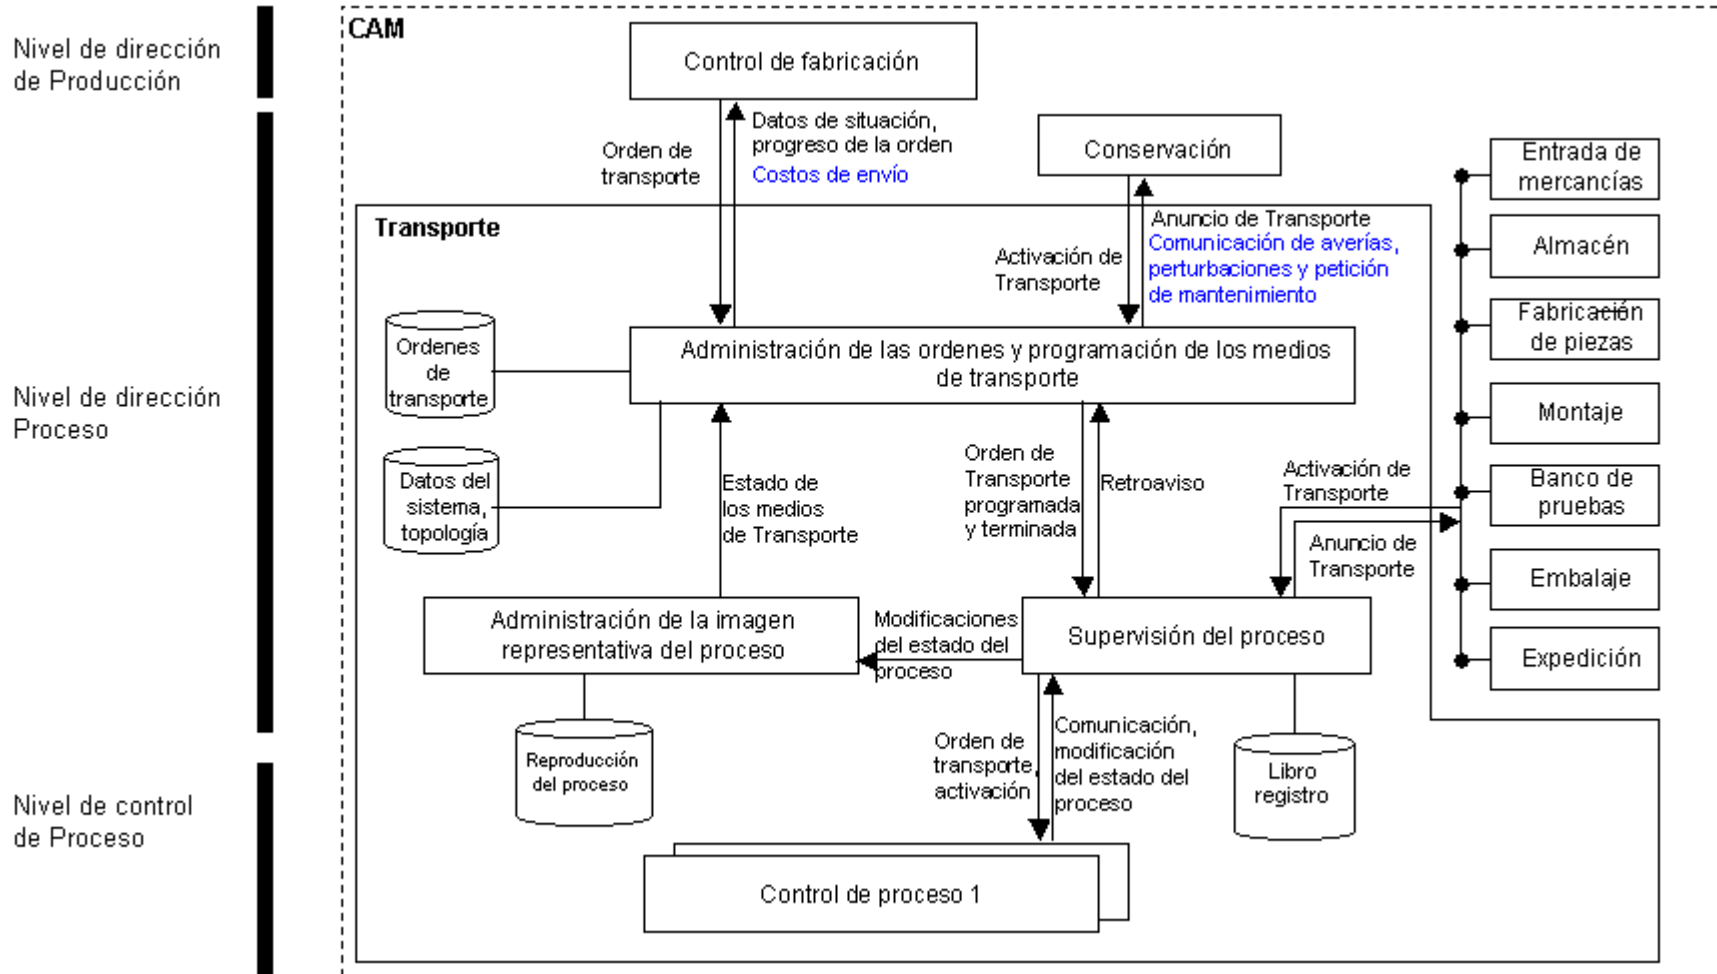 Nivel de dirección
de Producción
CAM
Control de fabricación
Orden de
transporte
Datos de situación,
progreso de la orden
Costos de envío
Conservación
Activación de
Transporte
Anuncio de Transporte
Comunicación de averías,
perturbaciones y petición
de mantenimiento
Entrada de
mercancías
Almacén
Fabricación
de piezas
Montaje
Banco de
pruebas
Embalaje
Expedición
Nivel de dirección
Proceso
Transporte
Ordenes
de
transporte
Administración de las ordenes y programación de los medios
de transporte
Datos del
sistema,
topología
Estado de
los medios
de Transporte
Orden de
Transporte
programada
y terminada
Retroaviso
Activación de
Transporte
Anuncio de
Transporte
Administración de la imagen
representativa del proceso
Modificaciones
del estado del
proceso
Supervisión del proceso
Reproducción
del proceso
Orden de
transporte,
activación
Comunicación,
modificación
del estado del
proceso
Libro
registro
Nivel de control
de Proceso
Control de proceso 1